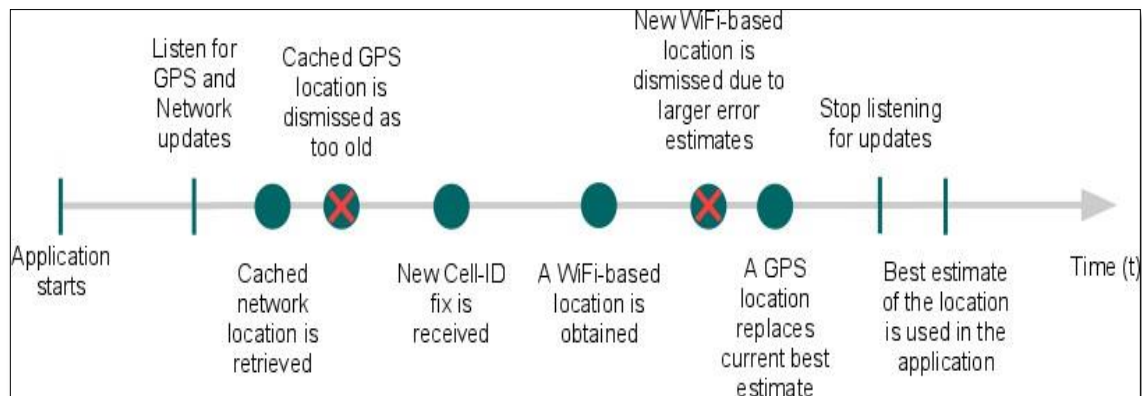 Application
starts
Listen for
GPS and
Network
updates
Cached
network
location is
retrieved
Cached GPS
location is
dismissed as
too old
New Cell-ID
fix is
received
A WiFi-based
location is
obtained
New WiFi-based
location is
dismissed due to
larger error
estimates
A GPS
location
replaces
current best
estimate
Stop listening
for updates
Best estimate
of the location
is used in the
application
Time (t)